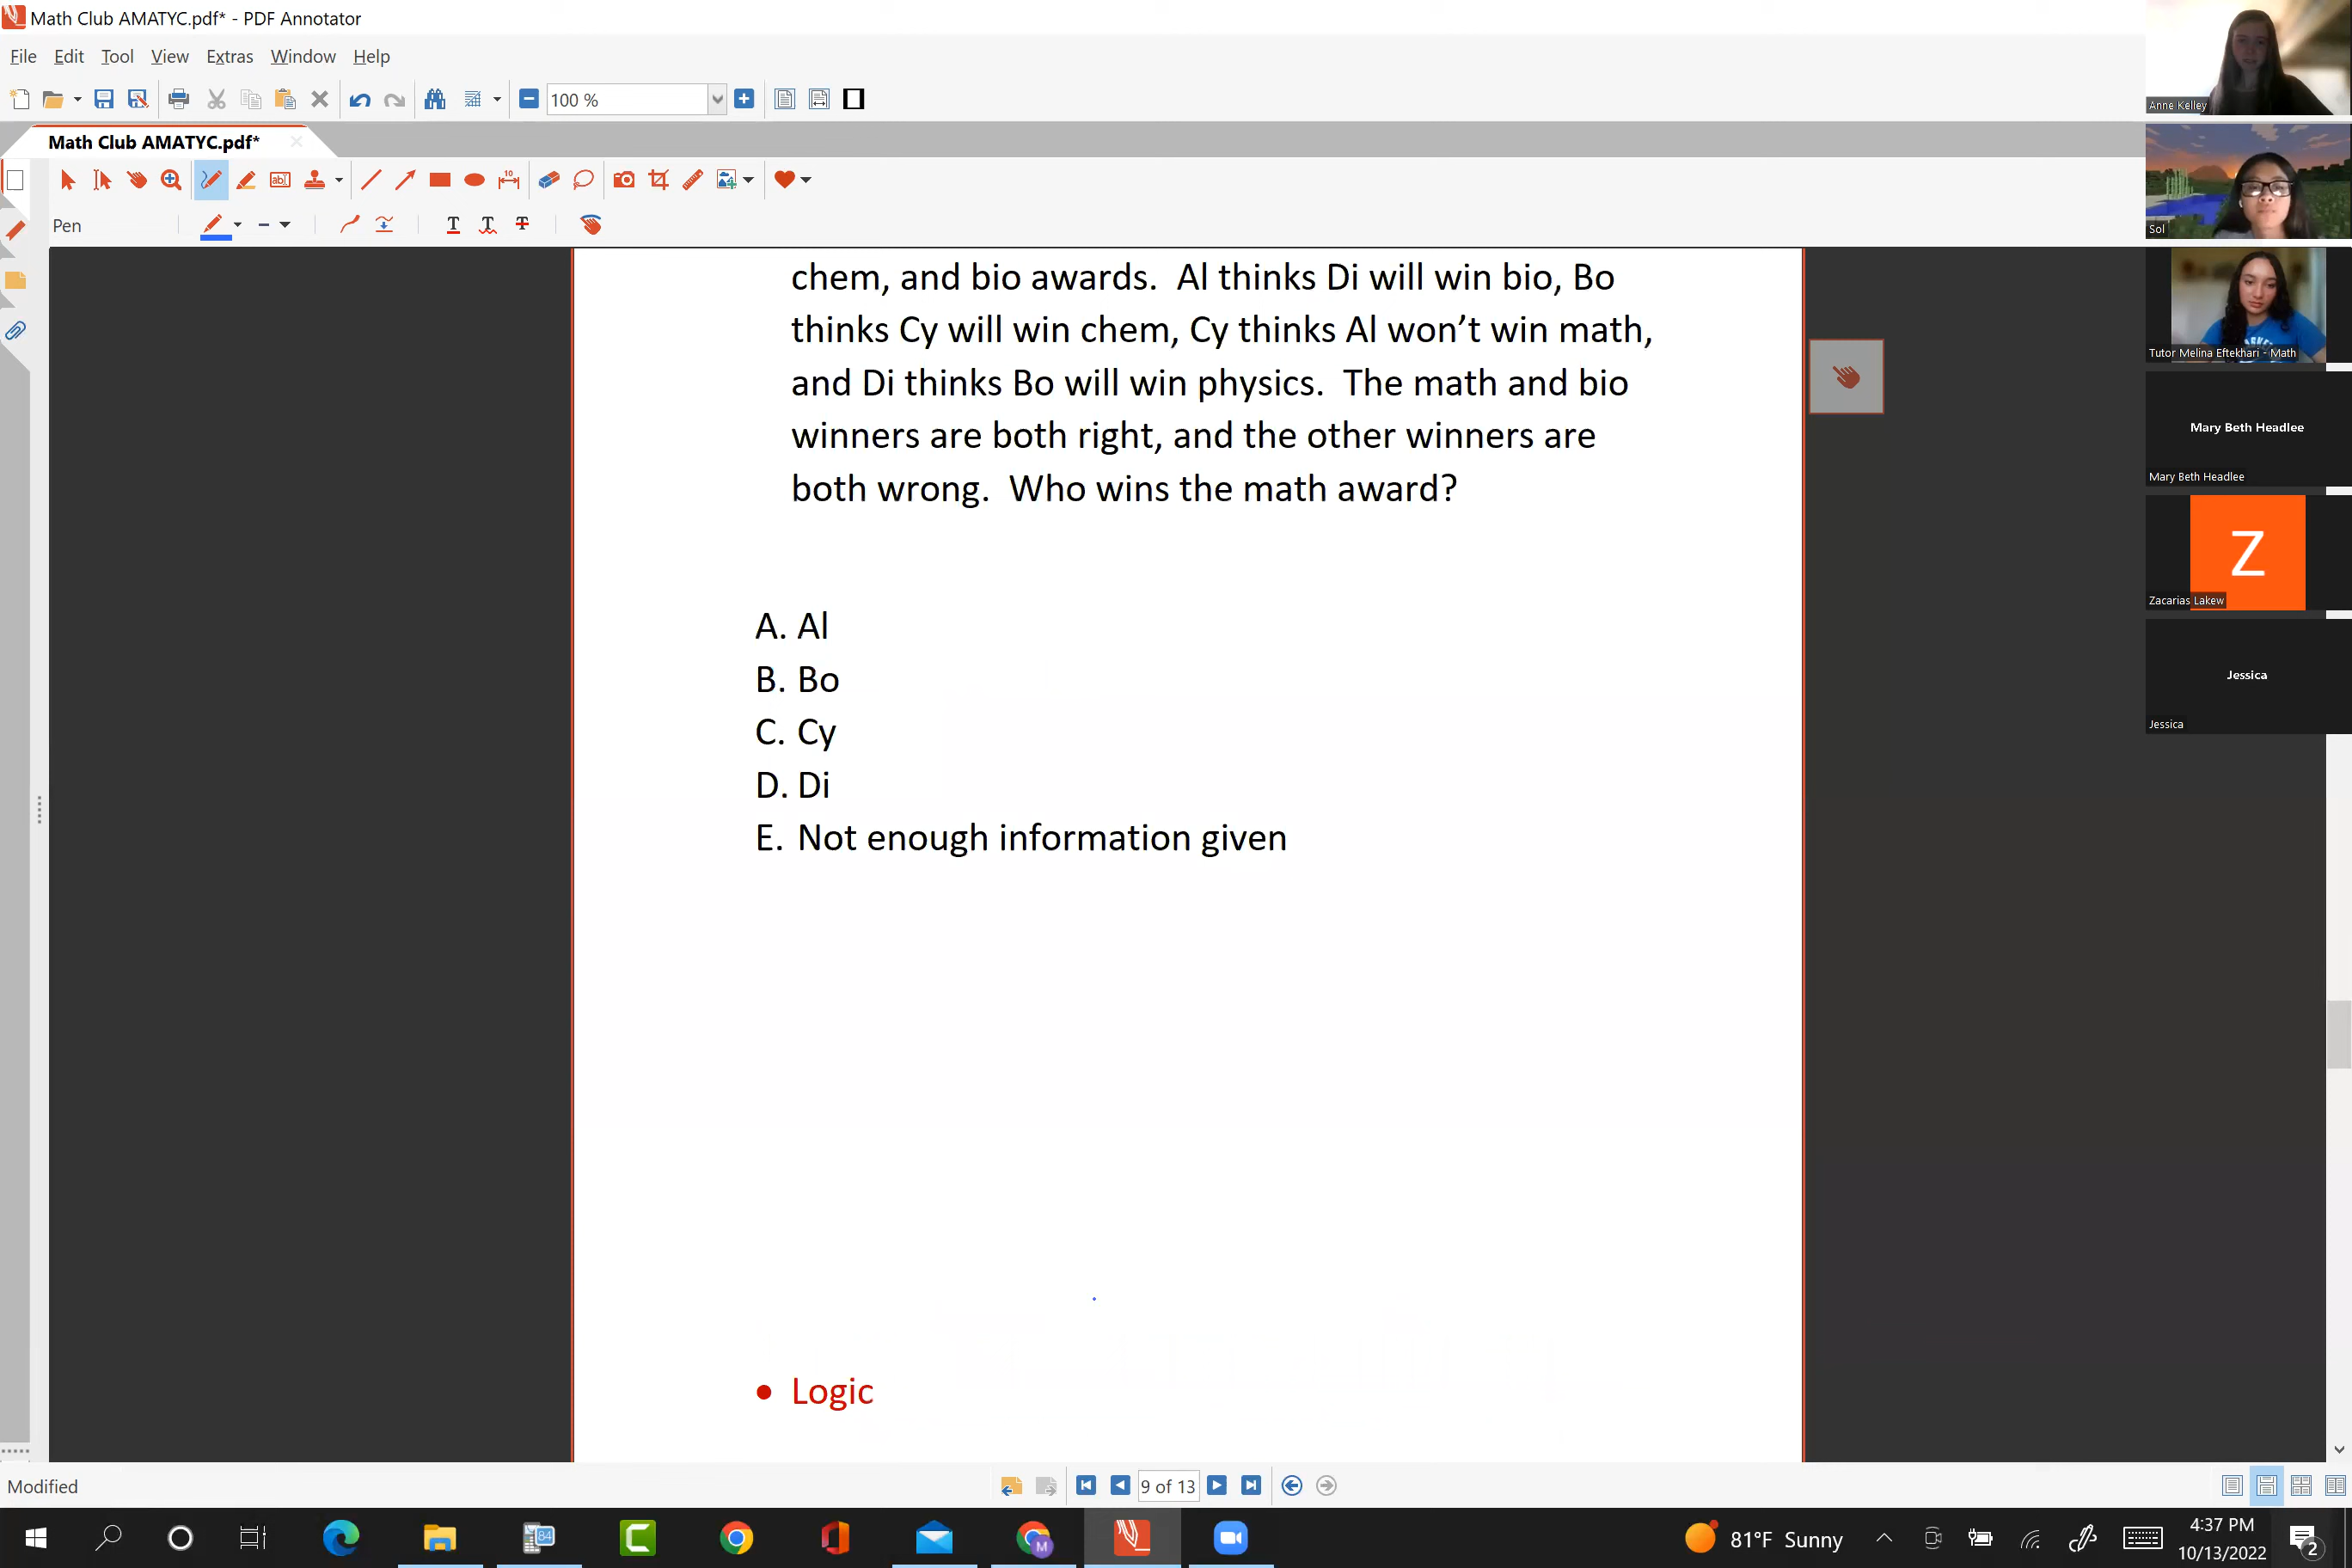 Math Club AMATYC.pdf* - PDF Annotator
File Edit Tool View Extras Window Help
100 %
Math Club AMATYC.pdf*
Pen
chem, and bio awards. Al thinks Di will win bio, Bo
thinks Cy will win chem, Cy thinks Al won’t win math,
and Di thinks Bo will win physics. The math and bio
winners are both right, and the other winners are
both wrong. Who wins the math award?
A. Al
B. Bo
C. Cy
D. Di
E. Not enough information given
• Logic
Anne Kelley
Sol
Tutor Melina Eftekhari - Math
Mary Beth Headlee
Mary Beth Headlee
Z
Zacarias Lakew
Jessica
Jessica
Modified
9 of 13
84
M
81°F Sunny
4:37 PM
10/13/2022
2